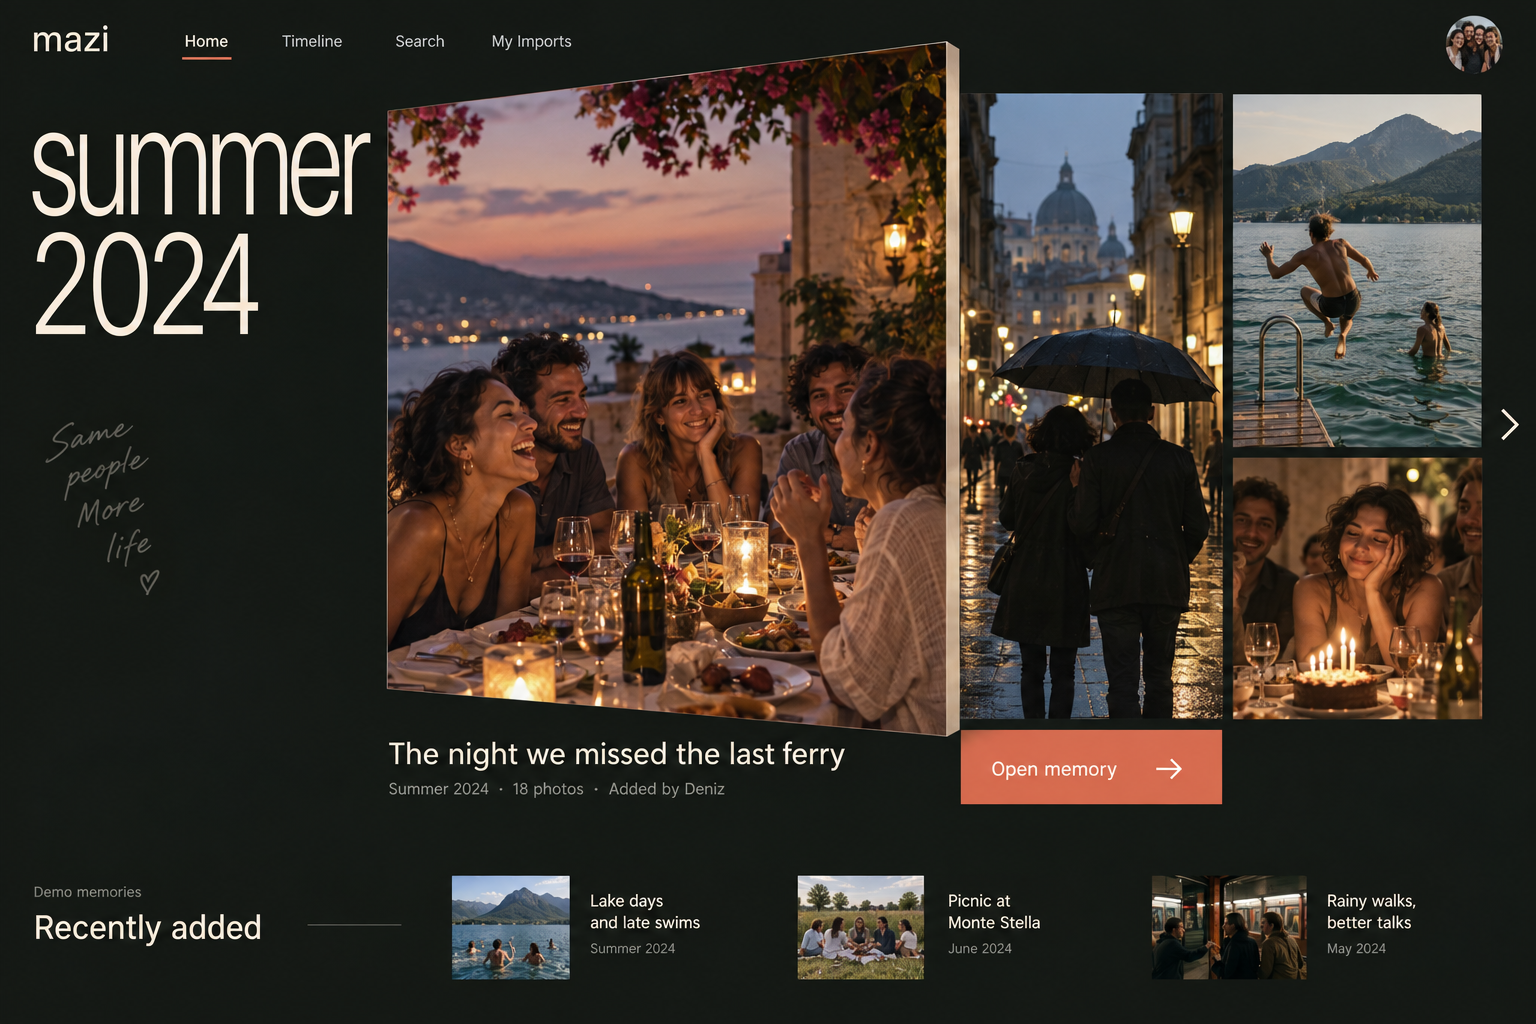 mazi
Home
Timeline
Search
My Imports
summer
2024
Same
people
More
life
The night we missed the last ferry
Summer 2024 · 18 photos · Added by Deniz
Open memory
Demo memories
Recently added
Lake days
and late swims
Summer 2024
Picnic at
Monte Stella
June 2024
Rainy walks,
better talks
May 2024